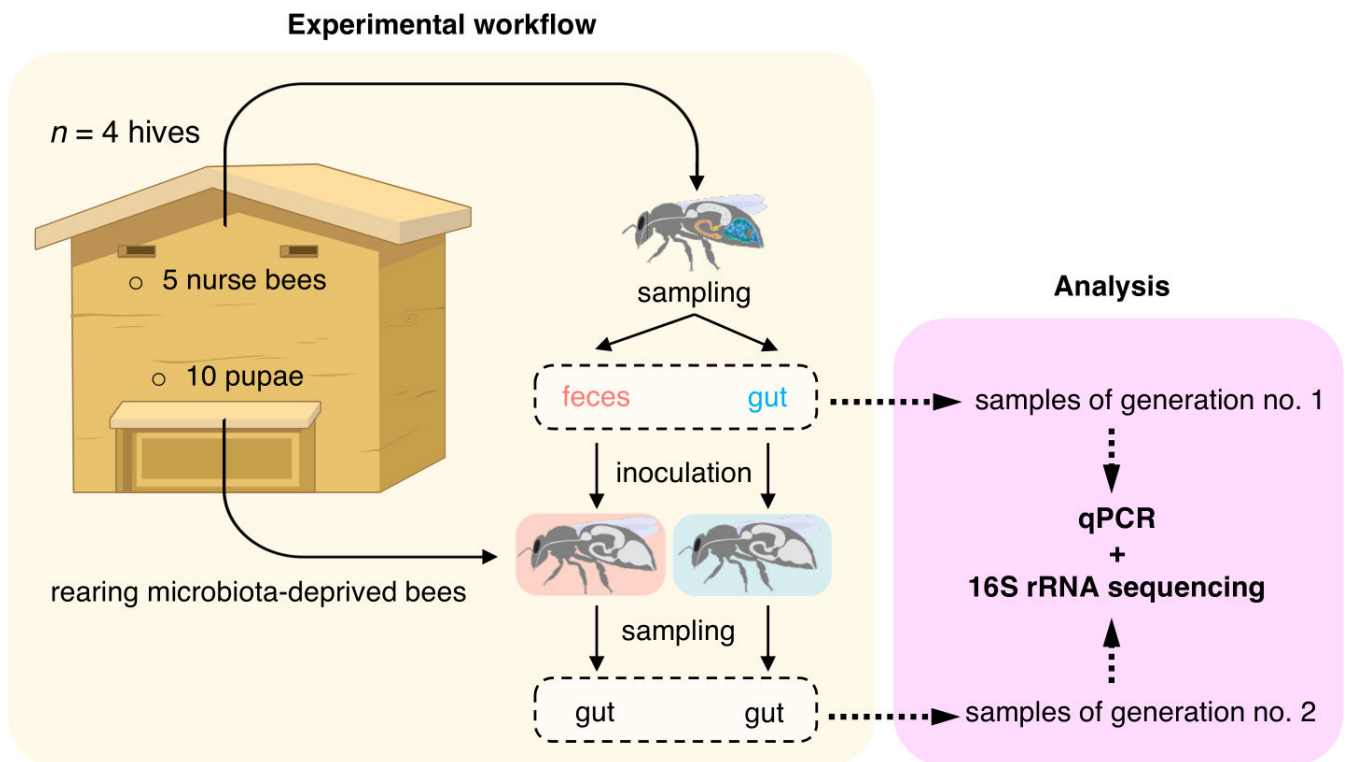 Experimental workflow
n = 4 hives
5 nurse bees
10 pupae
sampling
feces gut
inoculation
rearing microbiota-deprived bees
sampling
gut gut
Analysis
samples of generation no. 1
qPCR
+
16S rRNA sequencing
samples of generation no. 2